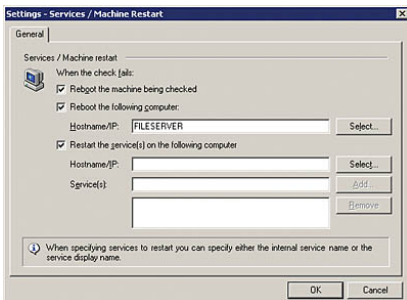 Settings - Services / Machine Restart
General
Services / Machine restart
When the check fails:
Reboot the machine being checked
Reboot the following computer:
Hostname/IP: FILESERVER Select...
Restart the service(s) on the following computer
Hostname/IP: Select...
Service(s): Add...
Remove
When specifying services to restart you can specify either the internal service name or the
service display name.
OK Cancel